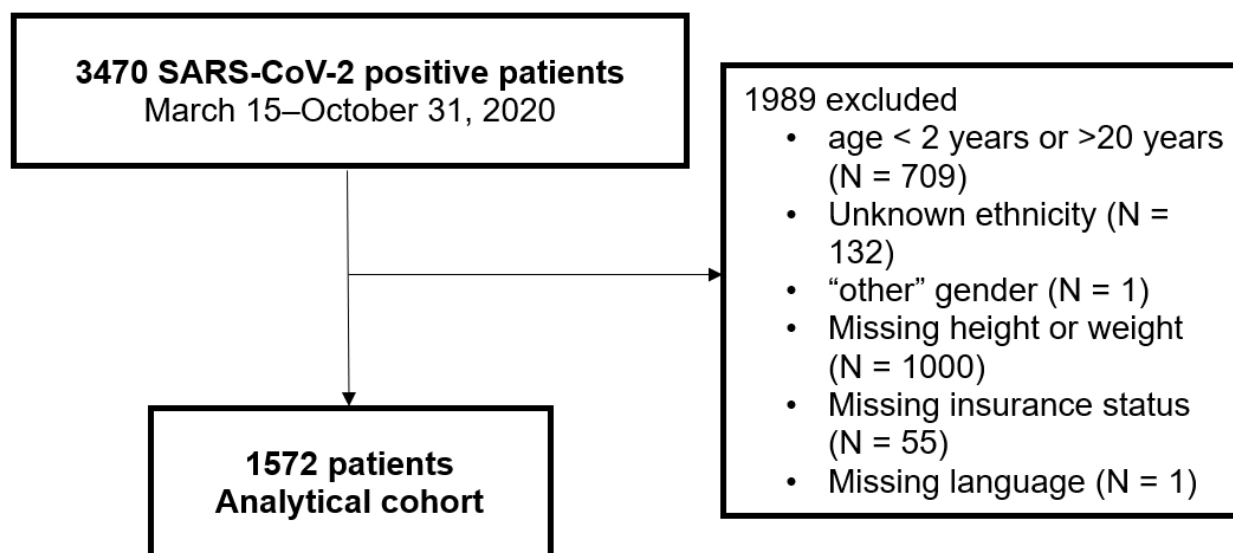 3470 SARS-CoV-2 positive patients
March 15–October 31, 2020
1989 excluded
• age < 2 years or >20 years
(N = 709)
• Unknown ethnicity (N =
132)
• “other” gender (N = 1)
• Missing height or weight
(N = 1000)
• Missing insurance status
(N = 55)
• Missing language (N = 1)
1572 patients
Analytical cohort